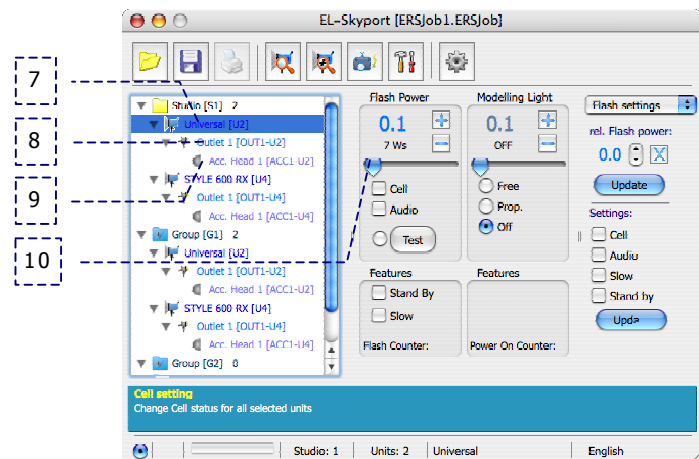 EL-Skyport [ERSJob1.ERSJob]
7
8
9
10
Studio [S1] 2
Universal [U2]
Outlet 1 [OUT1-U2]
Acc. Head 1 [ACC1-U2]
STYLE 600 RX [U4]
Outlet 1 [OUT1-U4]
Acc. Head 1 [ACC1-U4]
Group [G1] 2
Universal [U2]
Outlet 1 [OUT1-U2]
Acc. Head 1 [ACC1-U2]
STYLE 600 RX [U4]
Outlet 1 [OUT1-U4]
Acc. Head 1 [ACC1-U4]
Group [G2] 0
Flash Power
0.1
7 Ws
Cell
Audio
Test
Features
Stand By
Slow
Flash Counter:
Modelling Light
0.1
OFF
Free
Prop.
Off
Features
Power On Counter:
Flash settings
rel. Flash power:
0.0
Update
Settings:
Cell
Audio
Slow
Stand by
Upda
Cell setting
Change Cell status for all selected units
Studio: 1 Units: 2 Universal English